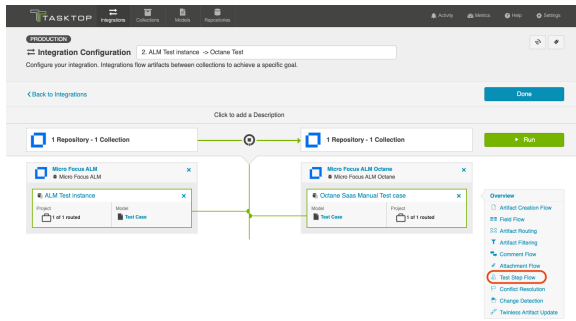 TASKTOP
Integrations
Collections
Models
Repositories
Activity
Metrics
Help
Settings
PRODUCTION
Integration Configuration
2. ALM Test instance -> Octane Test
Configure your integration. Integrations flow artifacts between collections to achieve a specific goal.
Back to Integrations
Done
Click to add a Description
1 Repository - 1 Collection
1 Repository - 1 Collection
Run
Micro Focus ALM
Micro Focus ALM
Micro Focus ALM Octane
Micro Focus ALM Octane
ALM Test instance
Project
1 of 1 routed
Model
Test Case
Octane Saas Manual Test case
Model
Test Case
Project
1 of 1 routed
Overview
Artifact Creation Flow
Field Flow
Artifact Routing
Artifact Filtering
Comment Flow
Attachment Flow
Test Step Flow
Conflict Resolution
Change Detection
Twinless Artifact Update